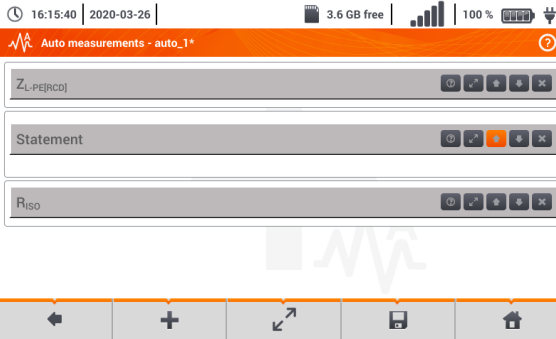 16:15:40 2020-03-26 3.6 GB free 100 %
Auto measurements - auto_1*
ZL-PE[RCD]
Statement
RISO